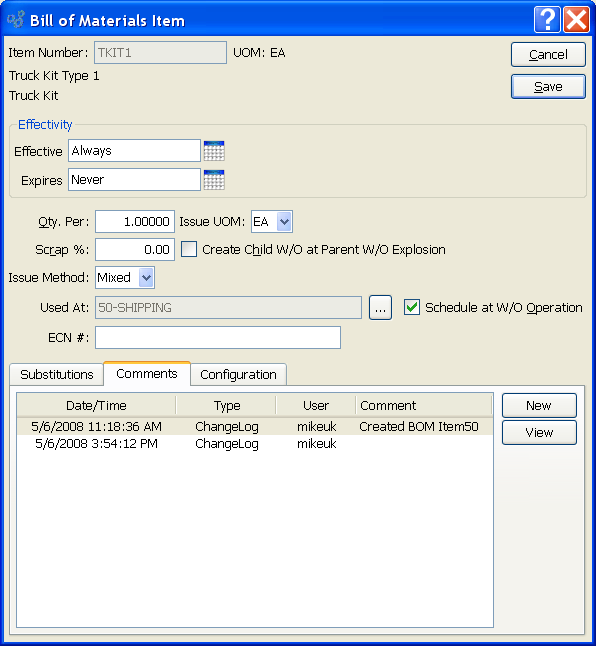 Bill of Materials Item
Item Number: TKIT1 UOM: EA
Cancel
Truck Kit Type 1
Save
Truck Kit
Effectivity
Effective Always
Expires Never
Qty. Per: 1.00000 Issue UOM: EA
Scrap %: 0.00 Create Child W/O at Parent W/O Explosion
Issue Method: Mixed
Used At: 50-SHIPPING ... Schedule at W/O Operation
ECN #:
Substitutions Comments Configuration
Date/Time Type User Comment
New
5/6/2008 11:18:36 AM ChangeLog mikeuk Created BOM Item50
View
5/6/2008 3:54:12 PM ChangeLog mikeuk